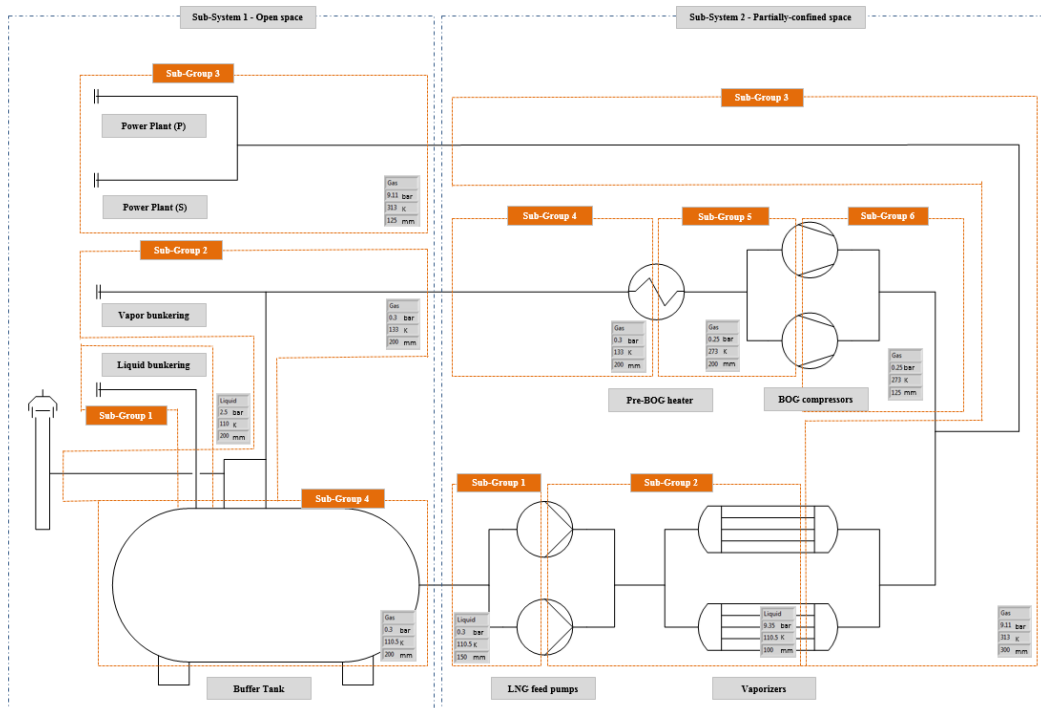 Sub-System 1 - Open space
Sub-System 2 - Partially-confined space
Sub-Group 3
Power Plant (P)
Power Plant (S)
Gas
9.11 bar
313 K
125 mm
Sub-Group 3
Sub-Group 2
Vapor bunkering
Gas
0.3 bar
133 K
200 mm
Liquid bunkering
Sub-Group 1
Liquid
2.5 bar
110 K
200 mm
Sub-Group 4
Gas
0.3 bar
133 K
200 mm
Pre-BOG heater
Sub-Group 5
Gas
0.25 bar
273 K
200 mm
BOG compressors
Sub-Group 6
Gas
0.25 bar
273 K
125 mm
Sub-Group 4
Gas
0.3 bar
110.5 K
200 mm
Buffer Tank
Sub-Group 1
Liquid
0.3 bar
110.5 K
150 mm
LNG feed pumps
Sub-Group 2
Liquid
9.35 bar
110.5 K
100 mm
Vaporizers
Gas
9.11 bar
313 K
300 mm